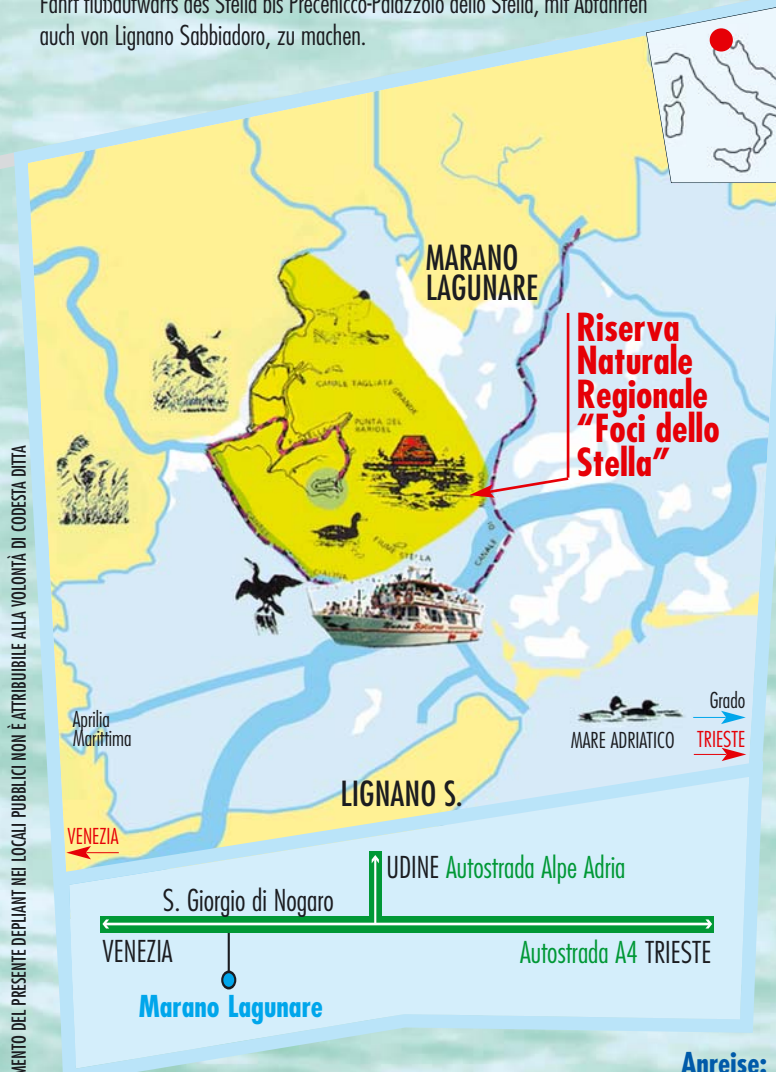 Fahrt flußaufwärts des Stella bis Precenicco-Palazzolo dello Stella, mit Abfahrten
auch von Lignano Sabbiadoro, zu machen.
MARANO
LAGUNARE
Riserva
Naturale
Regionale
“Foci dello
Stella”
CANALE TAGLIATA
GRANDE
STELLA
PUNTA DEL
FIUME STELLA
CANALE D'
Aprilia
Marittima
Grado
MARE ADRIATICO
TRIESTE
LIGNANO S.
VENEZIA
UDINE Autostrada Alpe Adria
S. Giorgio di Nogaro
VENEZIA
Autostrada A4 TRIESTE
Marano Lagunare
Anreise:
DEL PRESENTE DEPLIANT NEI LOCALI PUBBLICI NON È ATTRIBUIBILE ALLA VOLONTÀ DI CODESTA DITTA